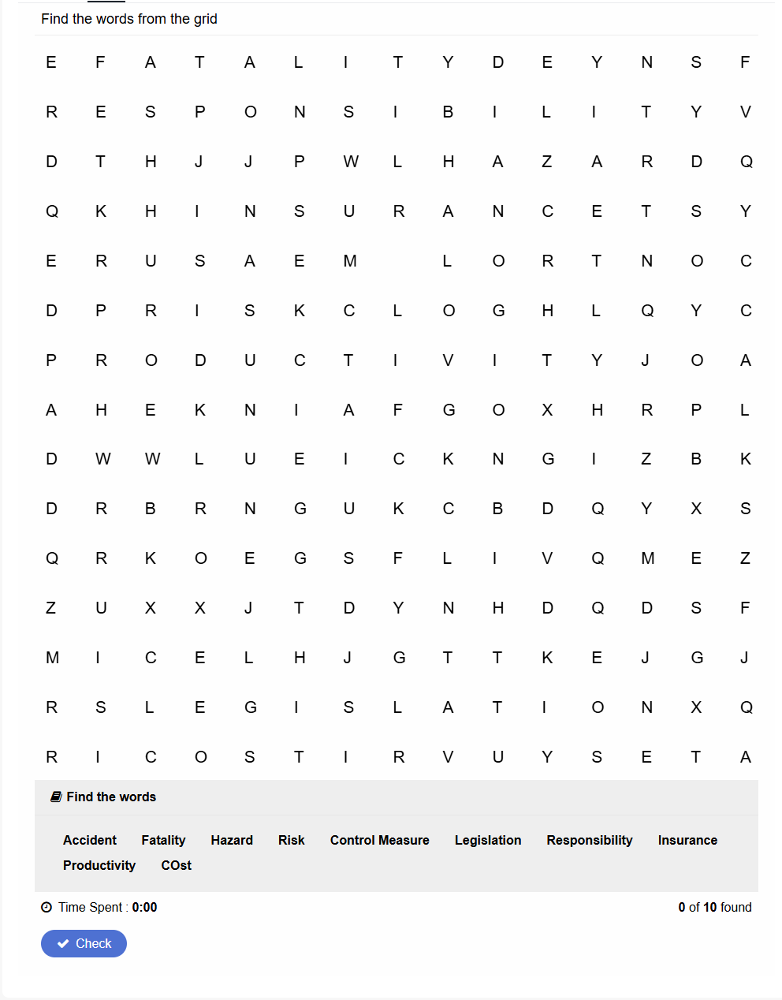 Find the words from the grid
E F A T A L I T Y D E Y N S F
R E S P O N S I B I L I T Y V
D T H J J P W L H A Z A R D Q
Q K H I N S U R A N C E T S Y
E R U S A E M L O R T N O C
D P R I S K C L O G H L Q Y C
P R O D U C T I V I T Y J O A
A H E K N I A F G O X H R P L
D W W L U E I C K N G I Z B K
D R B R N G U K C B D Q Y X S
Q R K O E G S F L I V Q M E Z
Z U X X J T D Y N H D Q D S F
M I C E L H J G T T K E J G J
R S L E G I S L A T I O N X Q
R I C O S T I R V U Y S E T A
Find the words
Accident Fatality Hazard Risk Control Measure Legislation Responsibility Insurance
Productivity COst
Time Spent : 0:00 0 of 10 found
Check